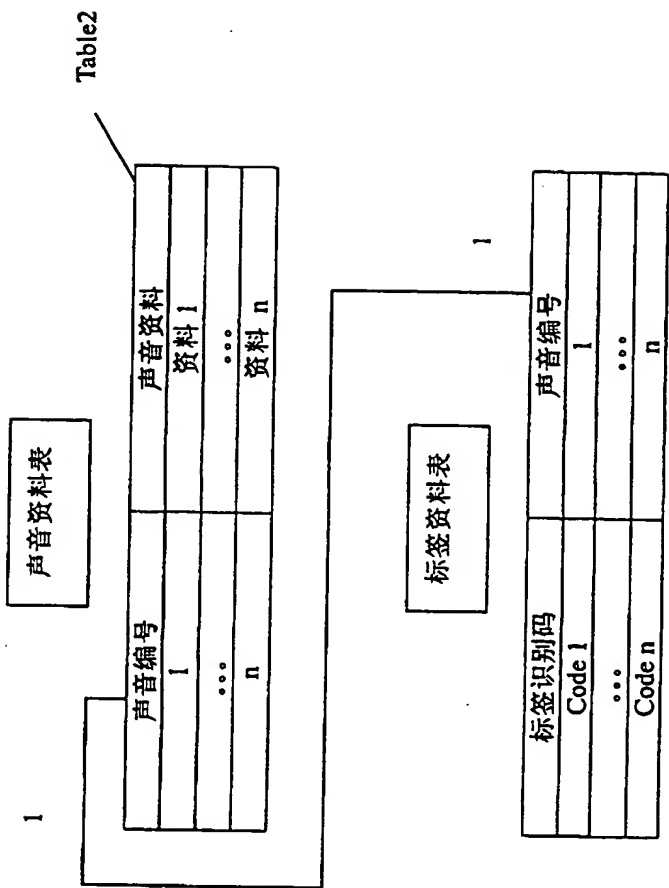 声音资料表
1
Table2
声音编号 声音资料
1 资料 1
••• •••
n 资料 n
标签资料表
1
标签识别码 声音编号
Code 1 1
••• •••
Code n n